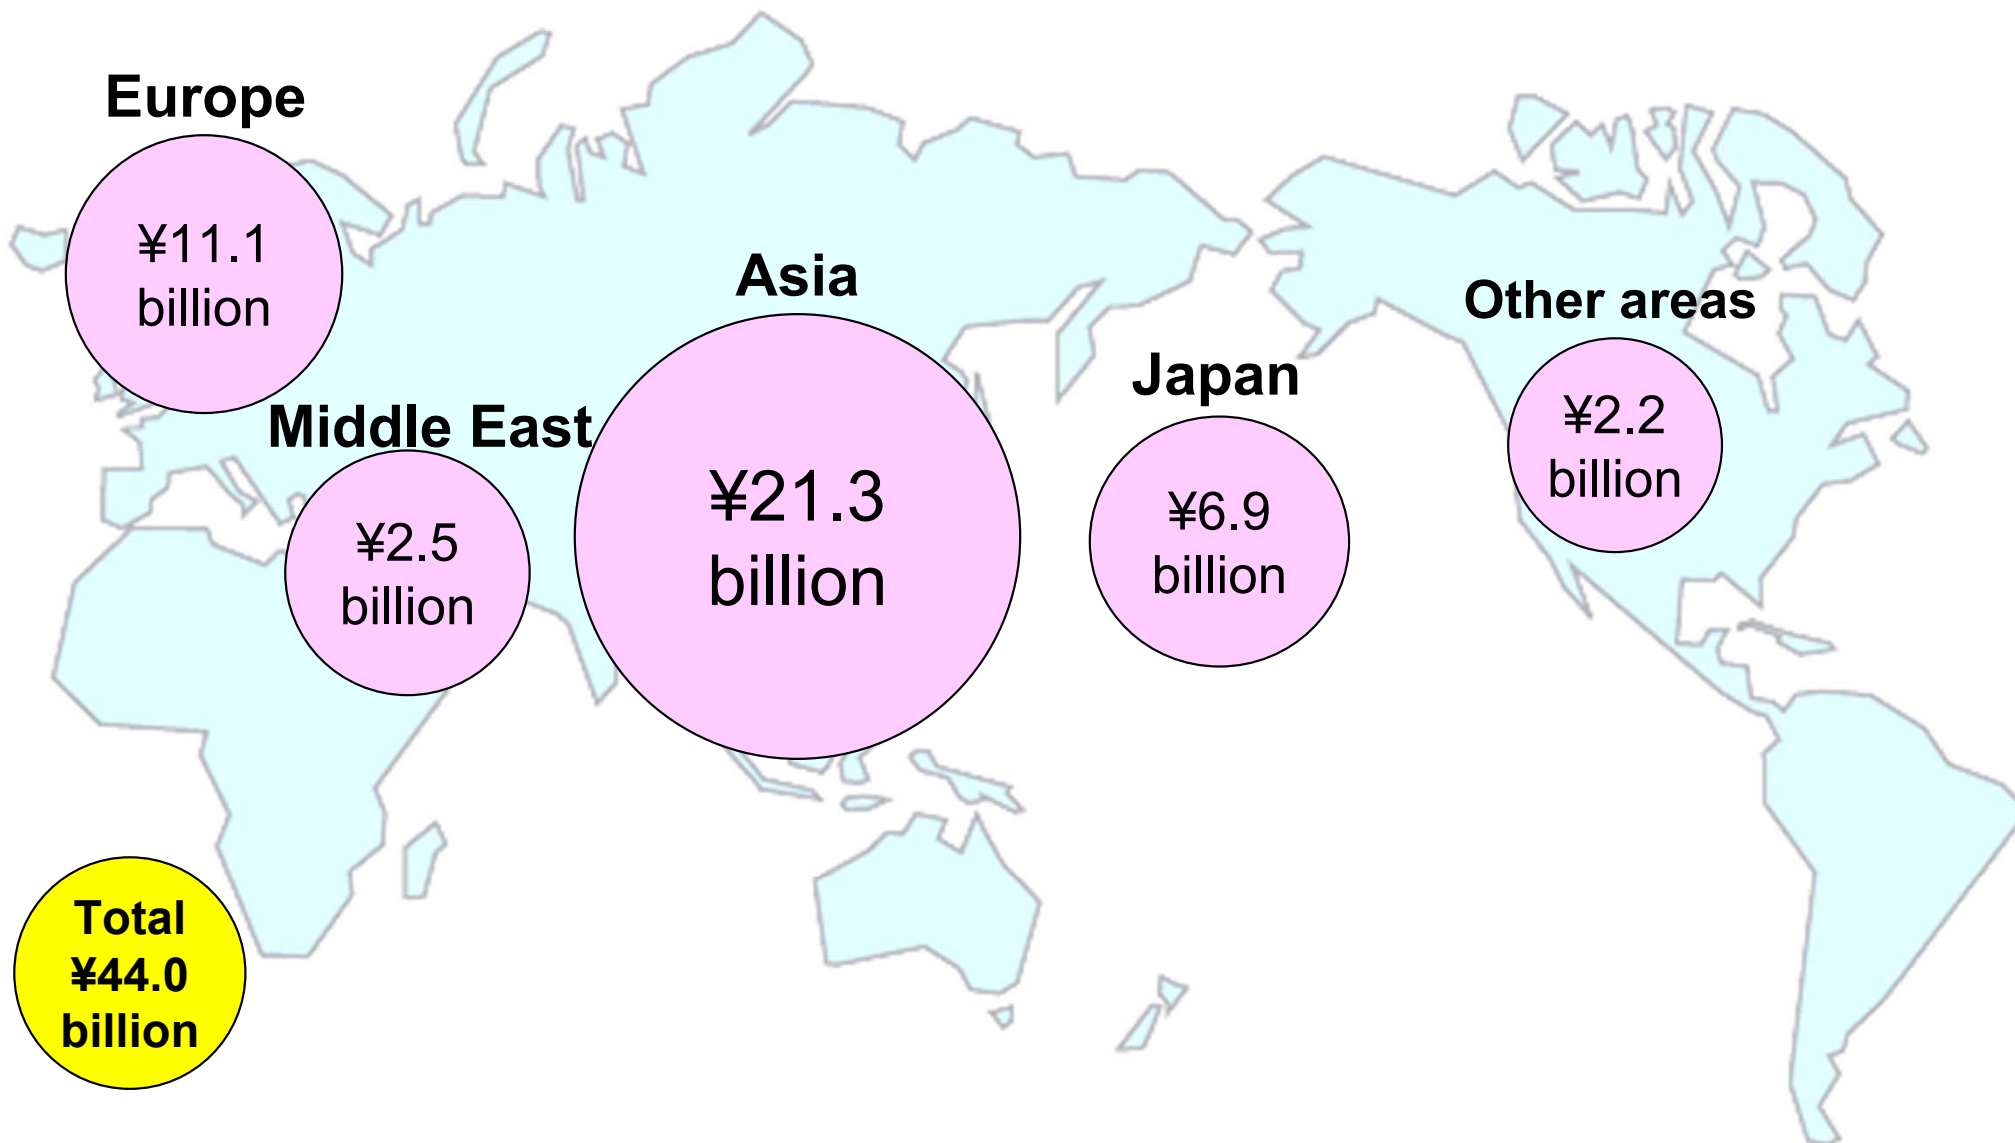 Europe
¥11.1
billion
Asia
¥21.3
billion
Other areas
¥2.2
billion
Japan
¥6.9
billion
Middle East
¥2.5
billion
Total
¥44.0
billion